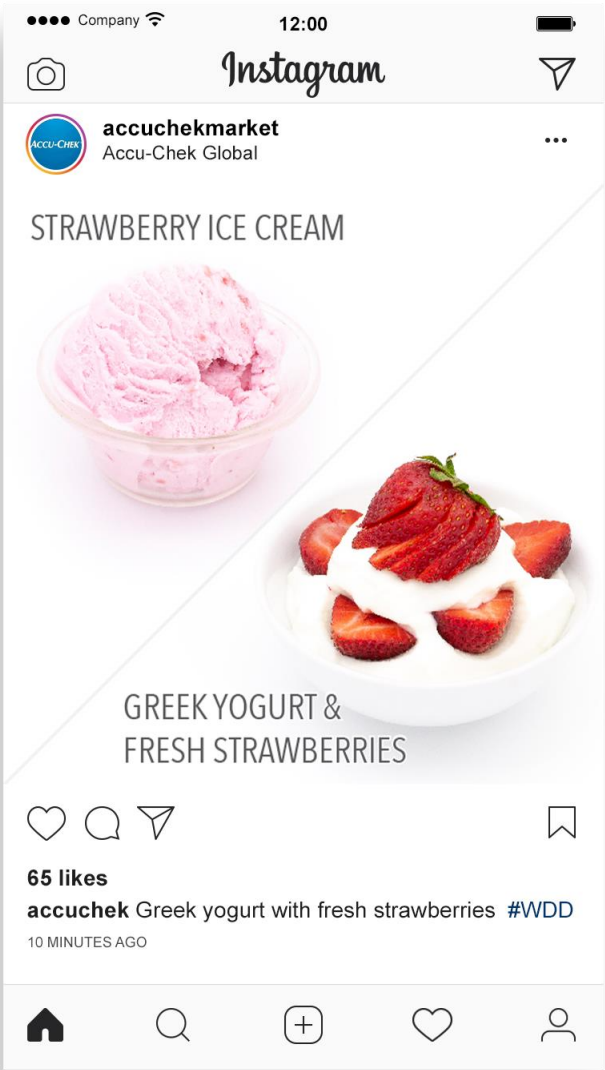 Company
12:00
Instagram
ACCU-CHEK
accuchekmarket
Accu-Chek Global
STRAWBERRY ICE CREAM
GREEK YOGURT &
FRESH STRAWBERRIES
65 likes
accuchek Greek yogurt with fresh strawberries #WDD
10 MINUTES AGO